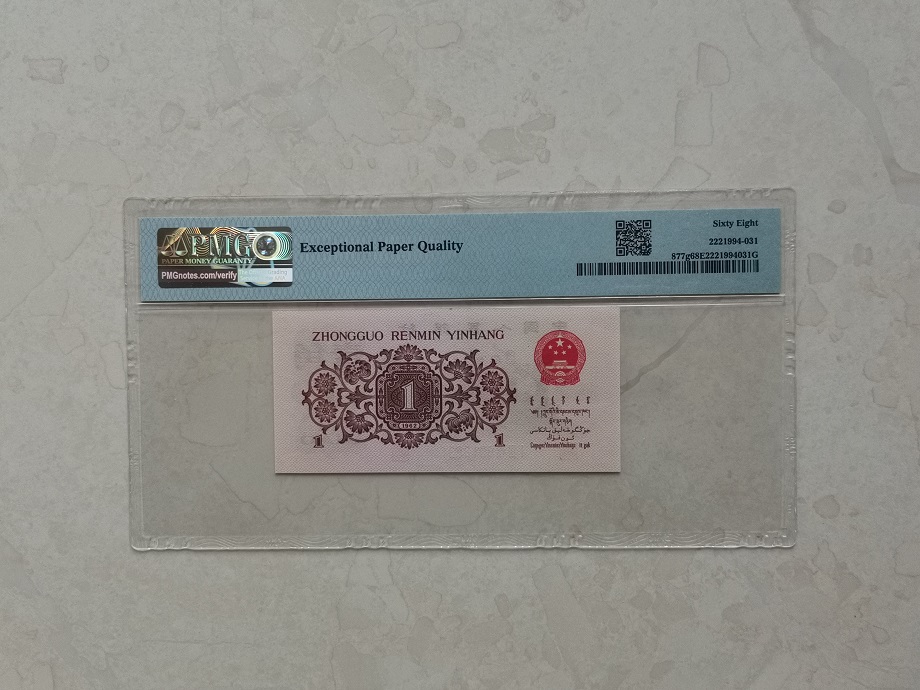 PMG
PAPER MONEY GUARANTY
PMGnotes.com/verify
Exceptional Paper Quality
Sixty Eight
2221994-031
877g68E2221994031G
ZHONGGUO RENMIN YINHANG
1
1962
1
1